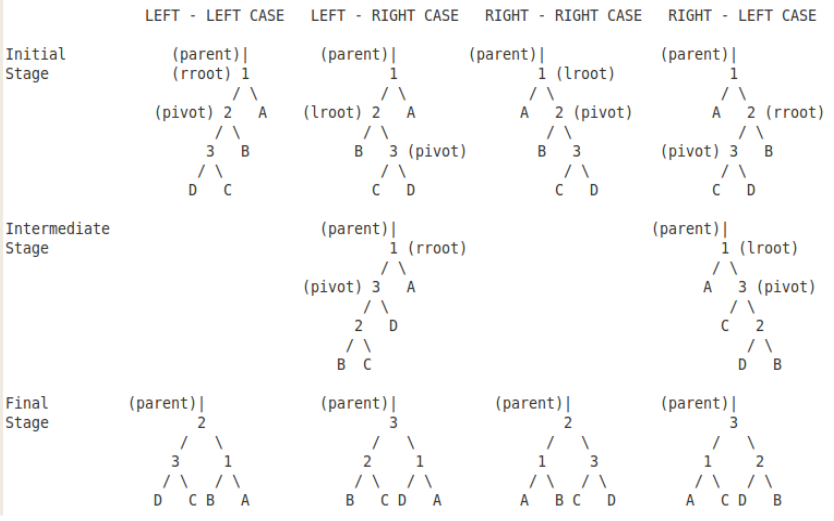 LEFT - LEFT CASE   LEFT - RIGHT CASE   RIGHT - RIGHT CASE   RIGHT - LEFT CASE

Initial            (parent)|           (parent)|        (parent)|             (parent)|
Stage              (rroot) 1                   1                1 (lroot)             1
                          / \                 / \              / \                   / \
                 (pivot) 2   A      (lroot) 2   A            A   2 (pivot)          A   2 (rroot)
                        / \                / \                  / \                    / \
                       3   B              B   3 (pivot)        B   3         (pivot) 3   B
                      / \                    / \                  / \                / \
                     D   C                  C   D                C   D              C   D

Intermediate                           (parent)|                             (parent)|
Stage                                          1 (rroot)                             1 (lroot)
                                              / \                                   / \
                                    (pivot) 3   A                                 A   3 (pivot)
                                           / \                                       / \
                                          2   D                                     C   2
                                         / \                                           / \
                                        B  C                                          D   B

Final         (parent)|                (parent)|           (parent)|          (parent)|
Stage                 2                        3                   2                  3
                    /   \                    /   \               /   \              /   \
                   3     1                  2     1             1     3            1     2
                  / \   / \                / \   / \           / \   / \          / \   / \
                 D   C B   A              B   C D   A         A   B C   D        A   C D   B